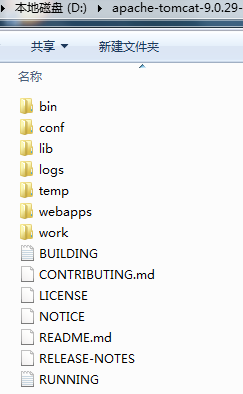 本地磁盘 (D:) ▸ apache-tomcat-9.0.29-
共享 新建文件夹
名称
bin
conf
lib
logs
temp
webapps
work
BUILDING
CONTRIBUTING.md
LICENSE
NOTICE
README.md
RELEASE-NOTES
RUNNING